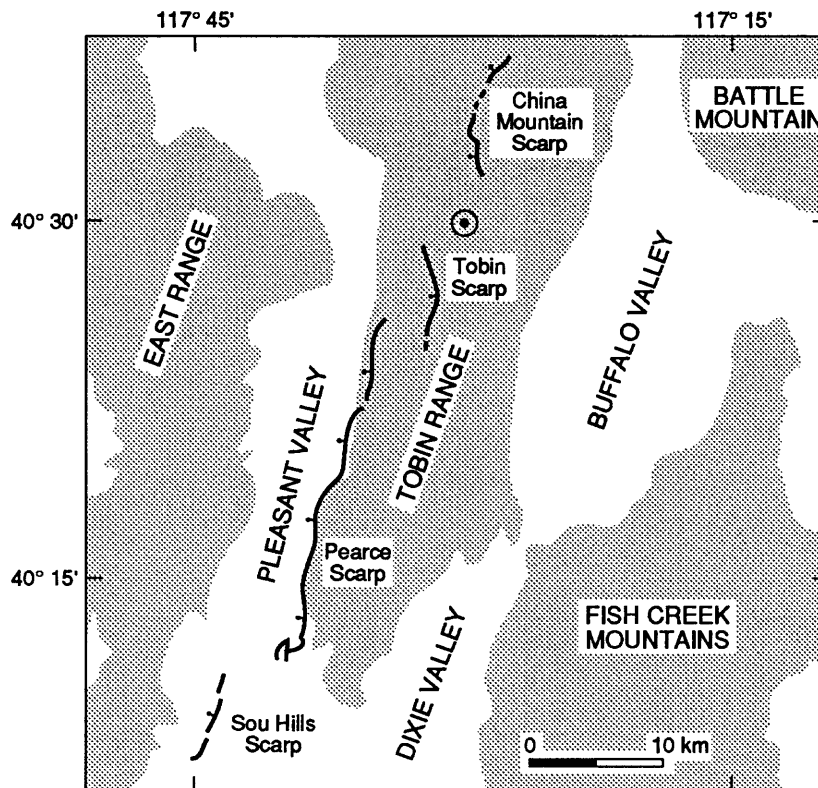 117° 45'
117° 15'
China
Mountain
Scarp
BATTLE
MOUNTAIN
40° 30'
EAST RANGE
Tobin
Scarp
BUFFALO VALLEY
TOBIN RANGE
PLEASANT VALLEY
Pearce
Scarp
40° 15'
FISH CREEK
MOUNTAINS
DIXIE VALLEY
Sou Hills
Scarp
0 10 km